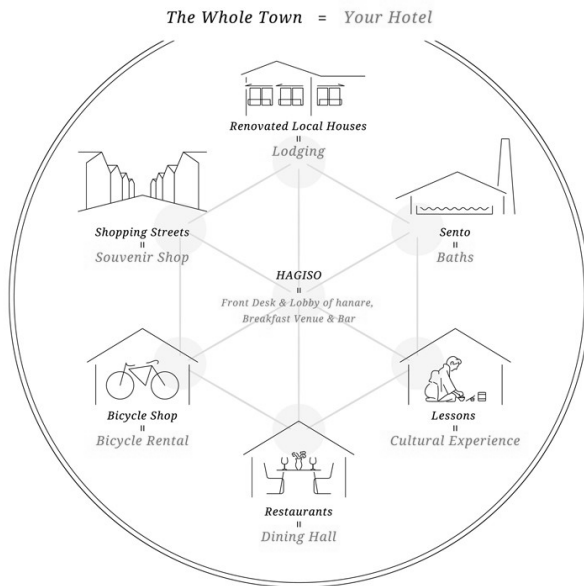 The Whole Town = Your Hotel
Renovated Local Houses
=
Lodging
Shopping Streets
=
Souvenir Shop
Sento
=
Baths
HAGISO
=
Front Desk & Lobby of hanare,
Breakfast Venue & Bar
Bicycle Shop
=
Bicycle Rental
Lessons
=
Cultural Experience
Restaurants
=
Dining Hall